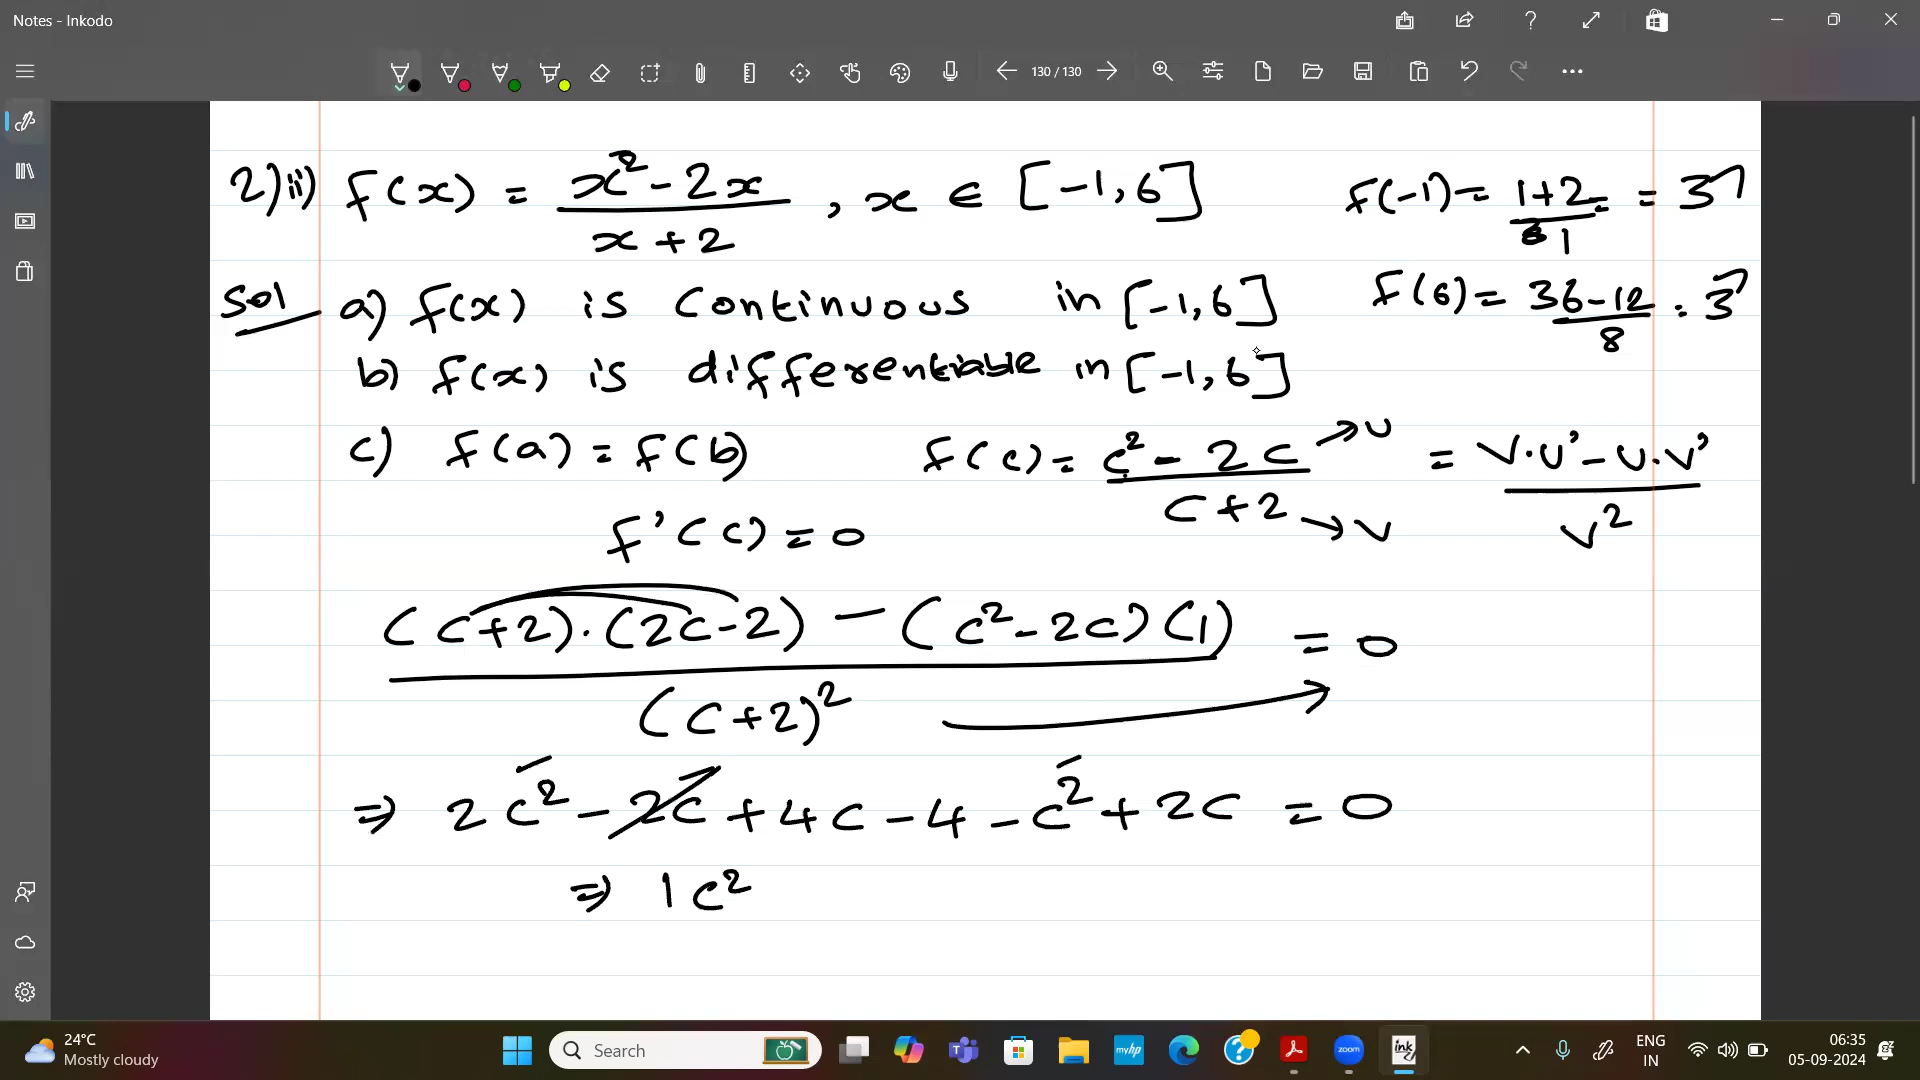 Notes - Inkodo
130 / 130
2) ii) f(x) = x² - 2x / x + 2 , x ∈ [-1, 6] f(-1) = 1+2 / 1 = 3
Sol a) f(x) is continuous in [-1, 6] f(6) = 36-12 / 8 = 3
b) f(x) is differentiable in [-1, 6]
c) f(a) = f(b) f(c) = c² - 2c → u / c + 2 → v = v.u' - u.v' / v²
f'(c) = 0
(c+2).(2c-2) - (c²-2c)(1) / (c+2)² = 0
⇒ 2c² - 2c + 4c - 4 - c² + 2c = 0
⇒ 1c²
24°C
Mostly cloudy
Search
myhp
zoom
ink
ENG
IN
06:35
05-09-2024